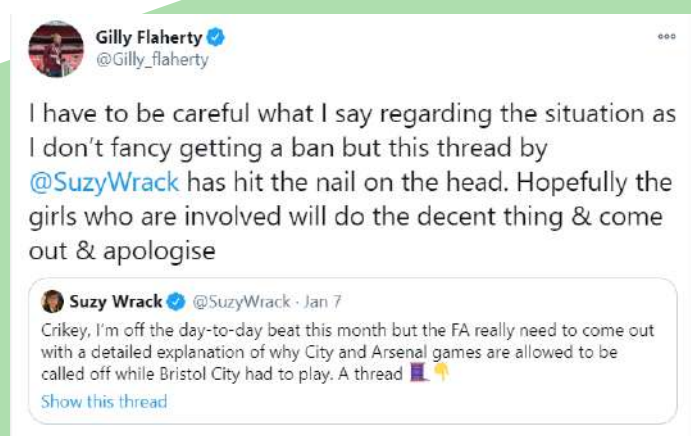 Gilly Flaherty
@Gilly_flaherty
I have to be careful what I say regarding the situation as
I don't fancy getting a ban but this thread by
@SuzyWrack has hit the nail on the head. Hopefully the
girls who are involved will do the decent thing & come
out & apologise
Suzy Wrack @SuzyWrack · Jan 7
Crikey, I'm off the day-to-day beat this month but the FA really need to come out
with a detailed explanation of why City and Arsenal games are allowed to be
called off while Bristol City had to play. A thread 🧵 👇
Show this thread